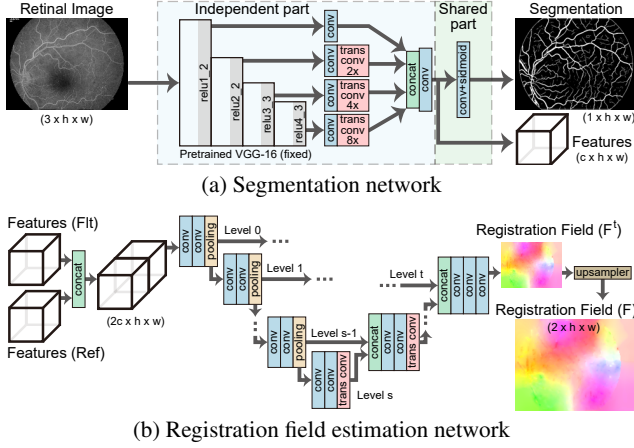 Retinal Image
Independent part
Shared part
Segmentation
relu1_2
relu2_2
relu3_3
relu4_3
conv
conv
trans conv 2x
conv
trans conv 4x
conv
trans conv 8x
concat
conv
conv+sidmoid
(3 x h x w)
Pretrained VGG-16 (fixed)
(1 x h x w)
Features
(c x h x w)
(a) Segmentation network
Features (Flt)
Features (Ref)
concat
(2c x h x w)
conv
conv
pooling
Level 0
conv
conv
pooling
Level 1
conv
conv
pooling
Level s-1
conv
conv
trans conv
Level s
concat
conv
conv
trans conv
Level t
concat
conv
conv
conv
Registration Field (Fᵗ)
upsampler
Registration Field (F)
(2 x h x w)
(b) Registration field estimation network